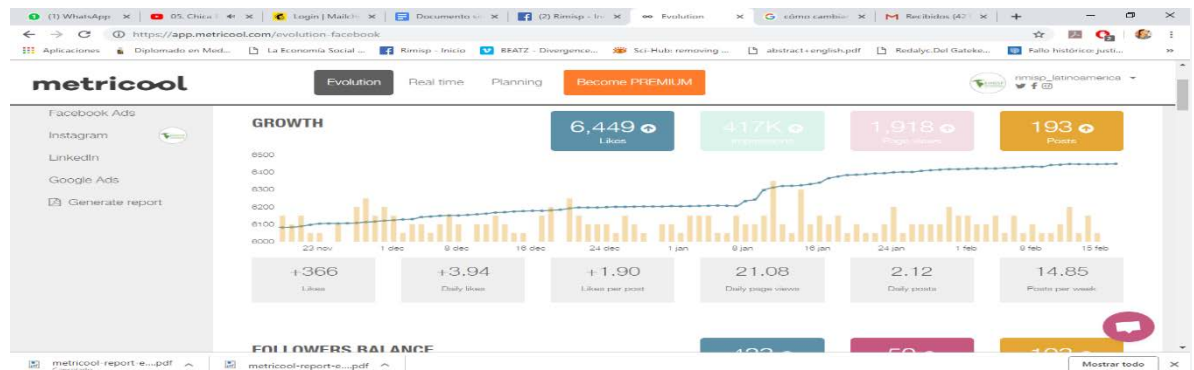 (1) WhatsApp
05. Chica
Login | Mailch
Documento si
(2) Rimisp - In
Evolution
cómo cambia
Recibidos (42
https://app.metricool.com/evolution-facebook
Aplicaciones
Diplomado en Med...
La Economía Social ...
Rimisp - Inicio
BEATZ - Divergence...
Sci-Hub: removing ...
abstract-english.pdf
Redalyc.Del Gateke...
Fallo histórico: justi...
metricool
Evolution
Real time
Planning
Become PREMIUM
rimisp_latinoamerica
Facebook Ads
Instagram
LinkedIn
Google Ads
Generate report
GROWTH
6,449
Likes
417K
Impressions
1,918
Page views
193
Posts
6500
6400
6300
6200
6100
6000
23 nov
1 dec
9 dec
16 dec
24 dec
1 jan
9 jan
16 jan
24 jan
1 feb
9 feb
15 feb
+366
Likes
+3.94
Daily likes
+1.90
Likes per post
21.08
Daily page views
2.12
Daily posts
14.85
Posts per week
FOLLOWERS BALANCE
metricool-report-e....pdf
metricool-report-e....pdf
Mostrar todo